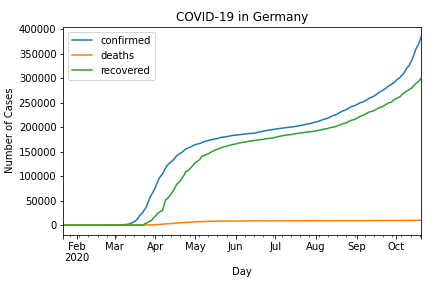 COVID-19 in Germany
400000
350000
300000
250000
200000
150000
100000
50000
0
Number of Cases
confirmed
deaths
recovered
Feb Mar Apr May Jun Jul Aug Sep Oct
2020
Day